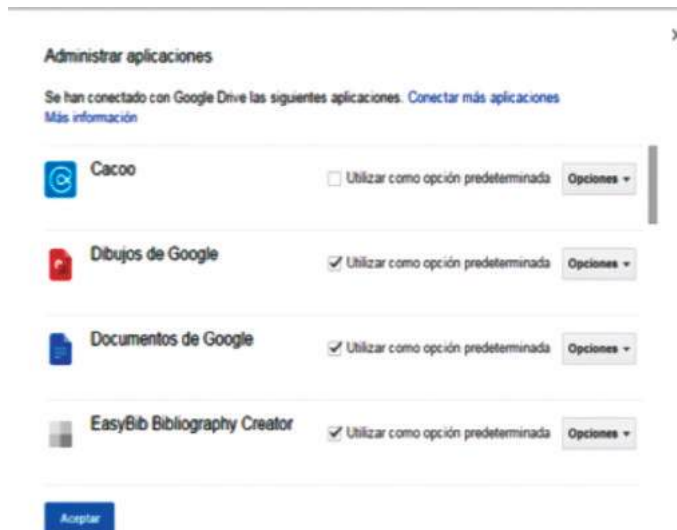 Administrar aplicaciones
Se han conectado con Google Drive las siguientes aplicaciones. Conectar más aplicaciones
Más información
Cacoo
Utilizar como opción predeterminada Opciones
Dibujos de Google
Utilizar como opción predeterminada Opciones
Documentos de Google
Utilizar como opción predeterminada Opciones
EasyBib Bibliography Creator
Utilizar como opción predeterminada Opciones
Aceptar